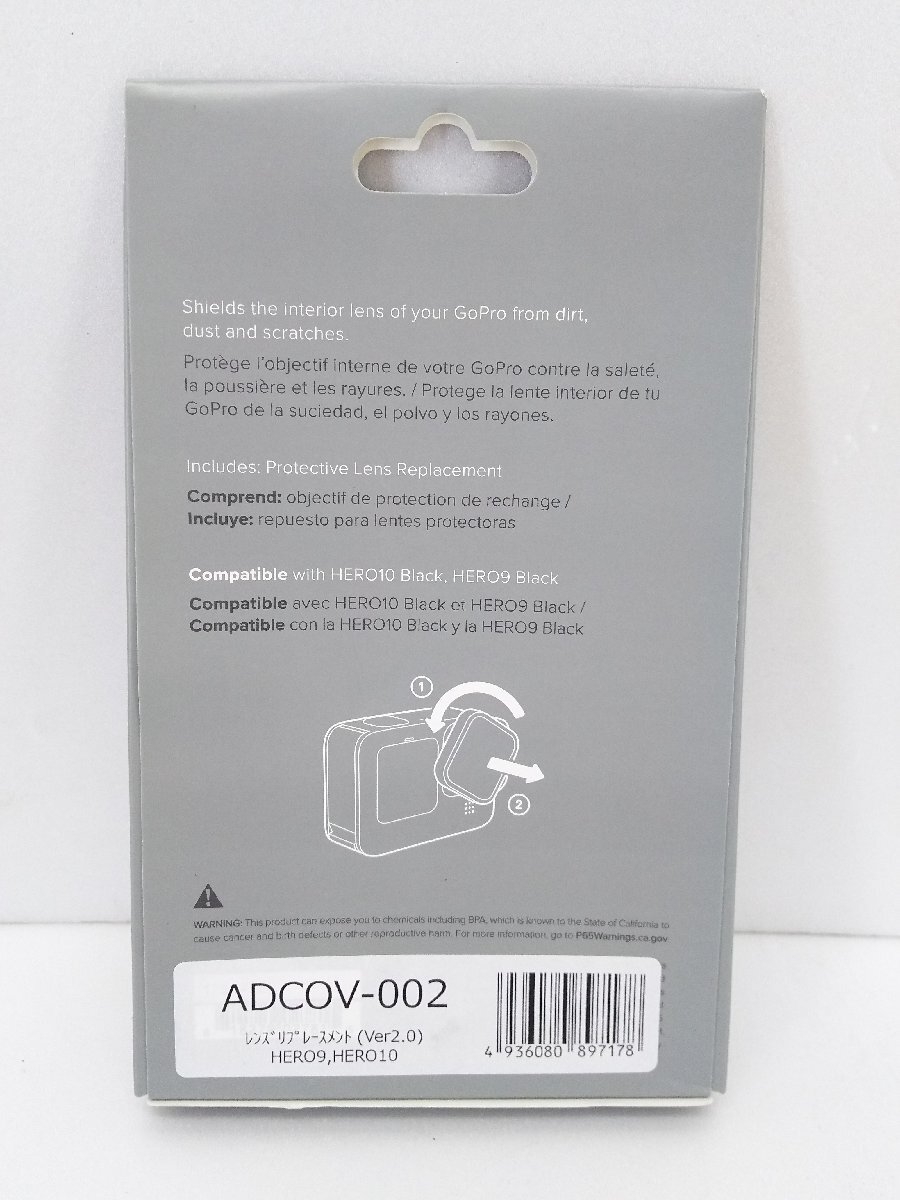 Shields the interior lens of your GoPro from dirt,
dust and scratches.
Protège l'objectif interne de votre GoPro contre la saleté,
la poussière et les rayures. / Protege la lente interior de tu
GoPro de la suciedad, el polvo y los rayones.
Includes: Protective Lens Replacement
Comprend: objectif de protection de rechange /
Incluye: repuesto para lentes protectoras
Compatible with HERO10 Black, HERO9 Black
Compatible avec HERO10 Black et HERO9 Black /
Compatible con la HERO10 Black y la HERO9 Black
1
2
WARNING: This product can expose you to chemicals including BPA, which is known to the State of California to
cause cancer and birth defects or other reproductive harm. For more information, go to P65Warnings.ca.gov
ADCOV-002
ﾚﾝｽﾞﾘﾌﾟﾚｰｽﾒﾝﾄ (Ver2.0)
HERO9,HERO10
4 936080 897178